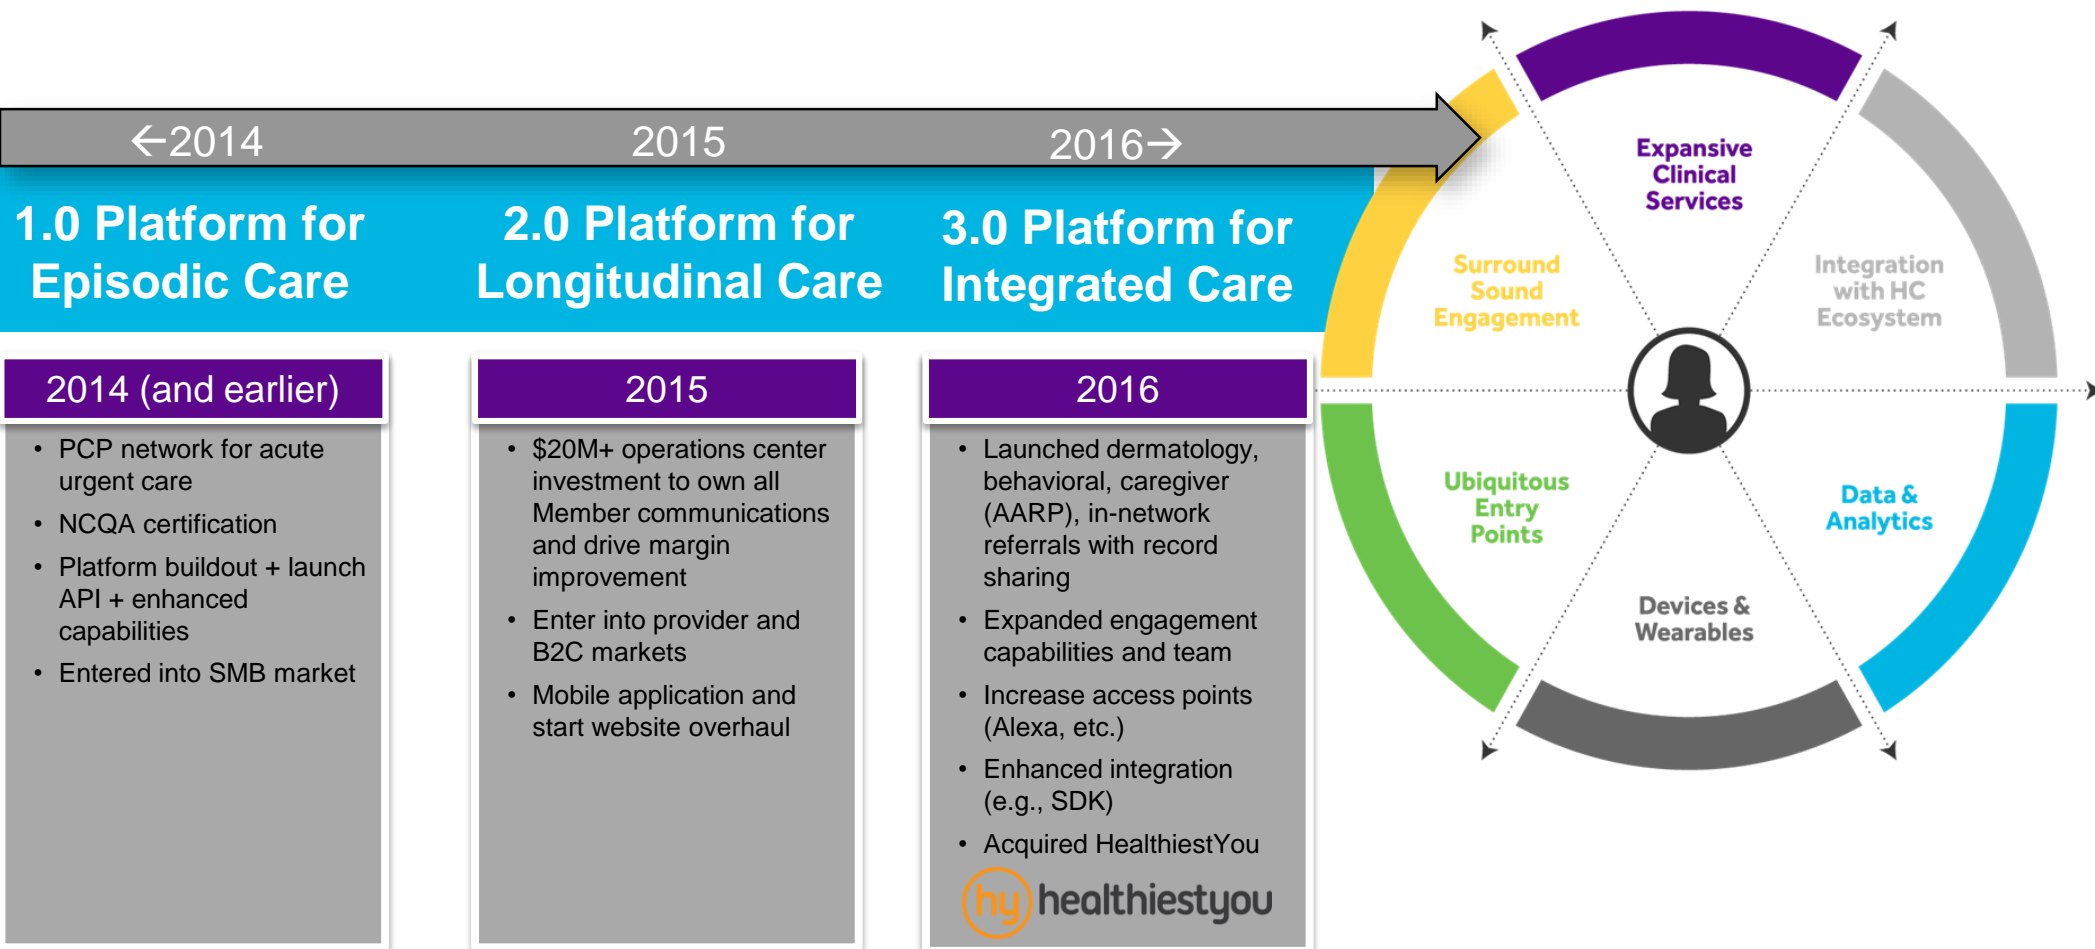 ←2014
2015
2016→
1.0 Platform for
Episodic Care
2.0 Platform for
Longitudinal Care
3.0 Platform for
Integrated Care
2014 (and earlier)
• PCP network for acute
urgent care
• NCQA certification
• Platform buildout + launch
API + enhanced
capabilities
• Entered into SMB market
2015
• $20M+ operations center
investment to own all
Member communications
and drive margin
improvement
• Enter into provider and
B2C markets
• Mobile application and
start website overhaul
2016
• Launched dermatology,
behavioral, caregiver
(AARP), in-network
referrals with record
sharing
• Expanded engagement
capabilities and team
• Increase access points
(Alexa, etc.)
• Enhanced integration
(e.g., SDK)
• Acquired HealthiestYou
hy healthiestyou
Expansive
Clinical
Services
Surround
Sound
Engagement
Integration
with HC
Ecosystem
Ubiquitous
Entry
Points
Data &
Analytics
Devices &
Wearables